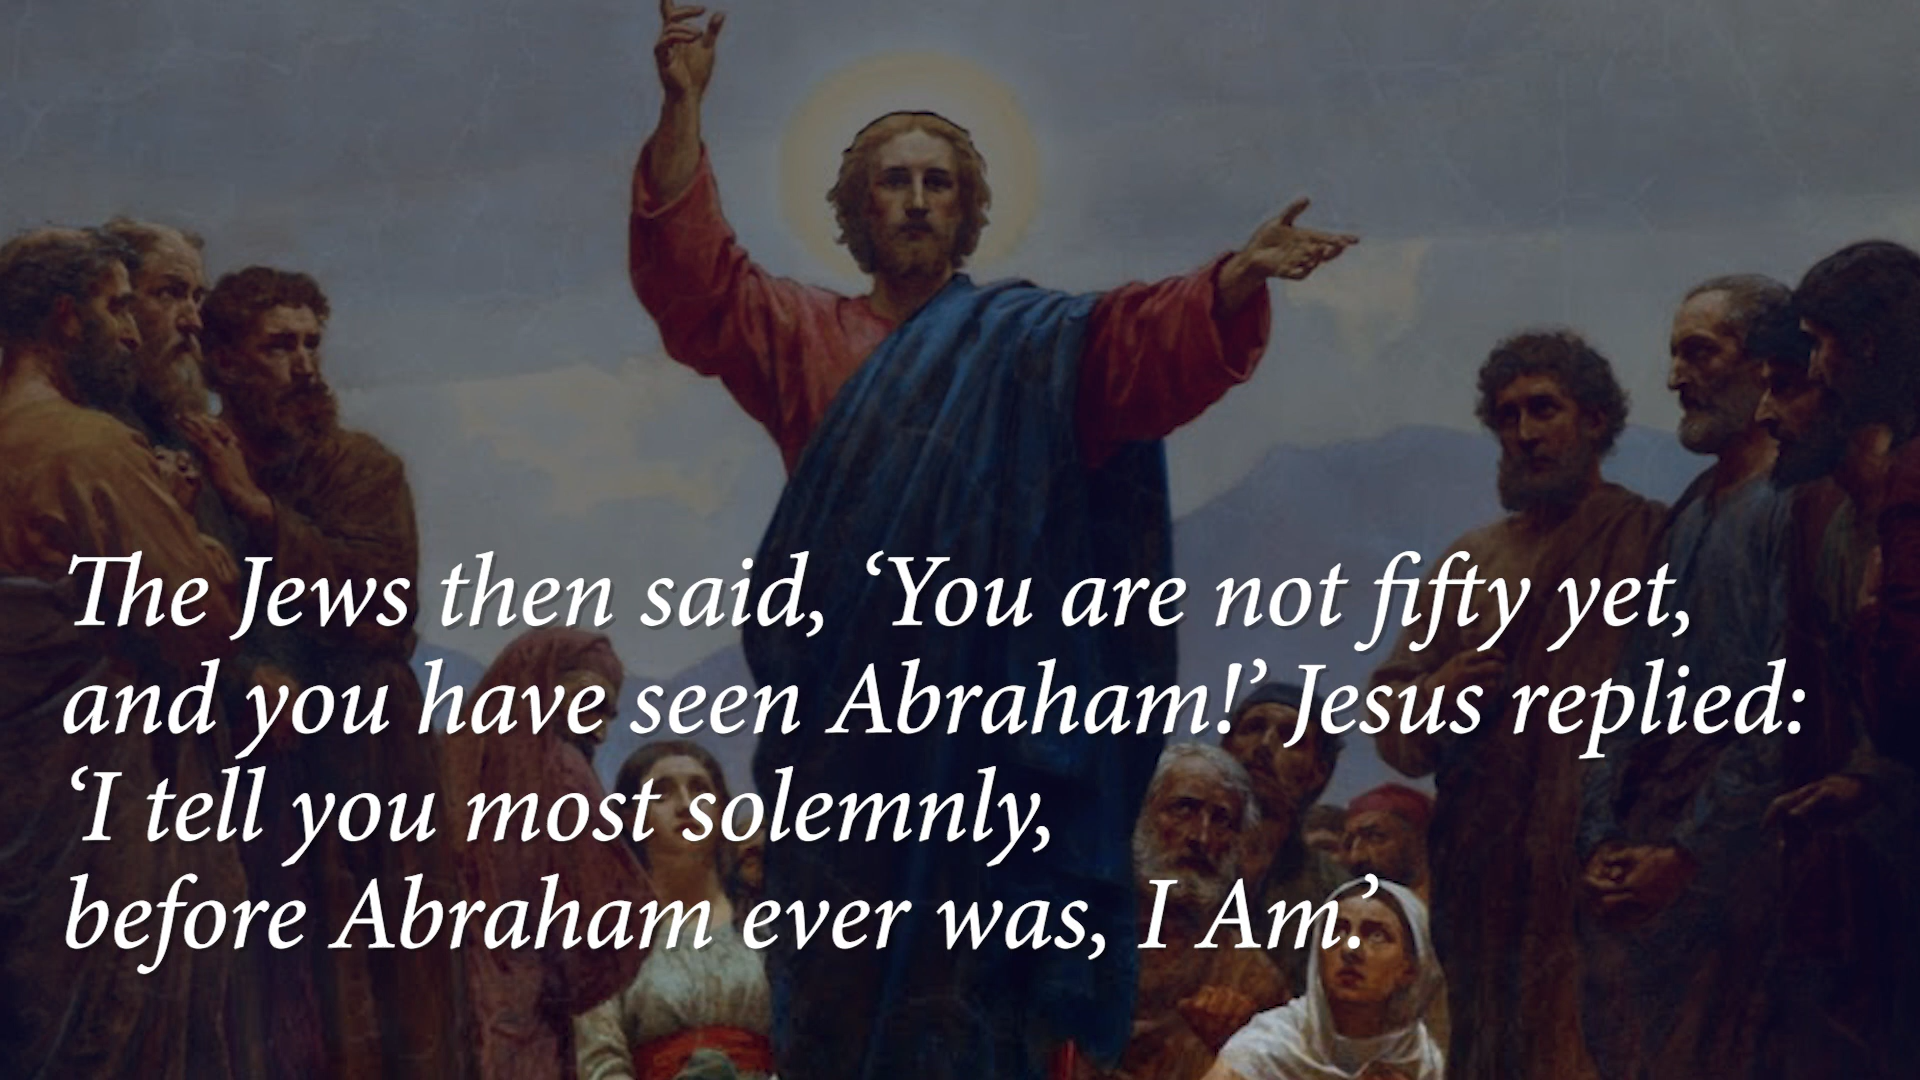 The Jews then said, ‘You are not fifty yet,
and you have seen Abraham!’ Jesus replied:
‘I tell you most solemnly,
before Abraham ever was, I Am.’